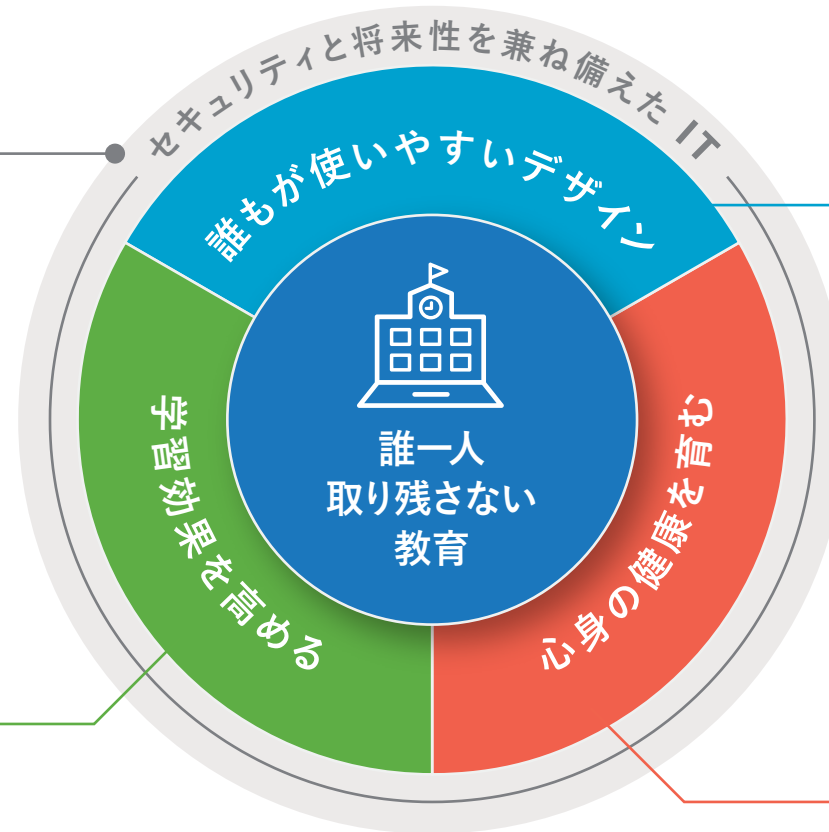 セキュリティと将来性を兼ね備えた IT
誰もが使いやすいデザイン
学習効果を高める
心身の健康を育む
誰一人
取り残さない
教育